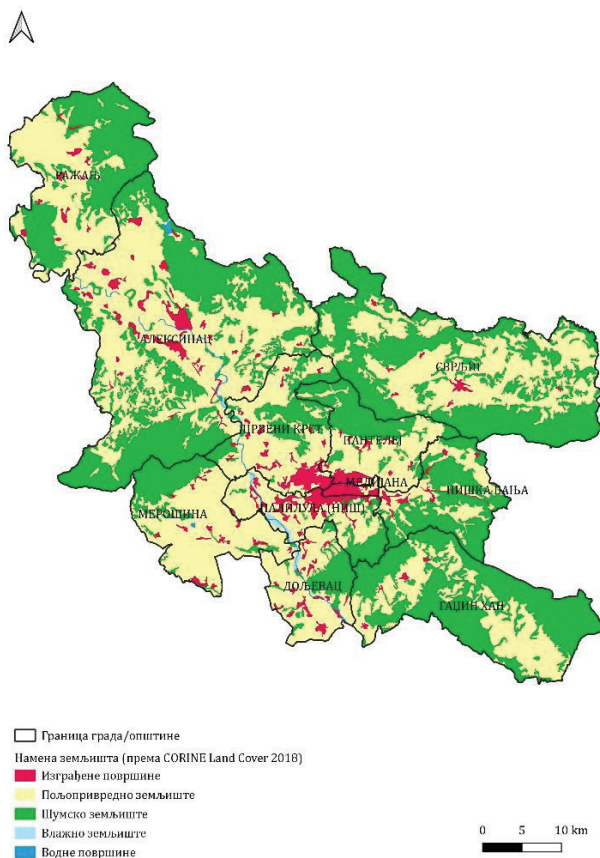 РАЖАЊ
АЛЕКСИНАЦ
СВРЉИГ
ЦРВЕНИ КРСТ
ПАНТЕЛЕЈ
МЕДИЈАНА
НИШКА БАЊА
МЕРОШИНА
ПАЛИЛУЛА (НИШ)
ДОЉЕВАЦ
ГАЏИН ХАН
Граница града/општине
Намена земљишта (према CORINE Land Cover 2018)
Изграђене површине
Пољопривредно земљиште
Шумско земљиште
Влажно земљиште
Водне површине
0 5 10 km